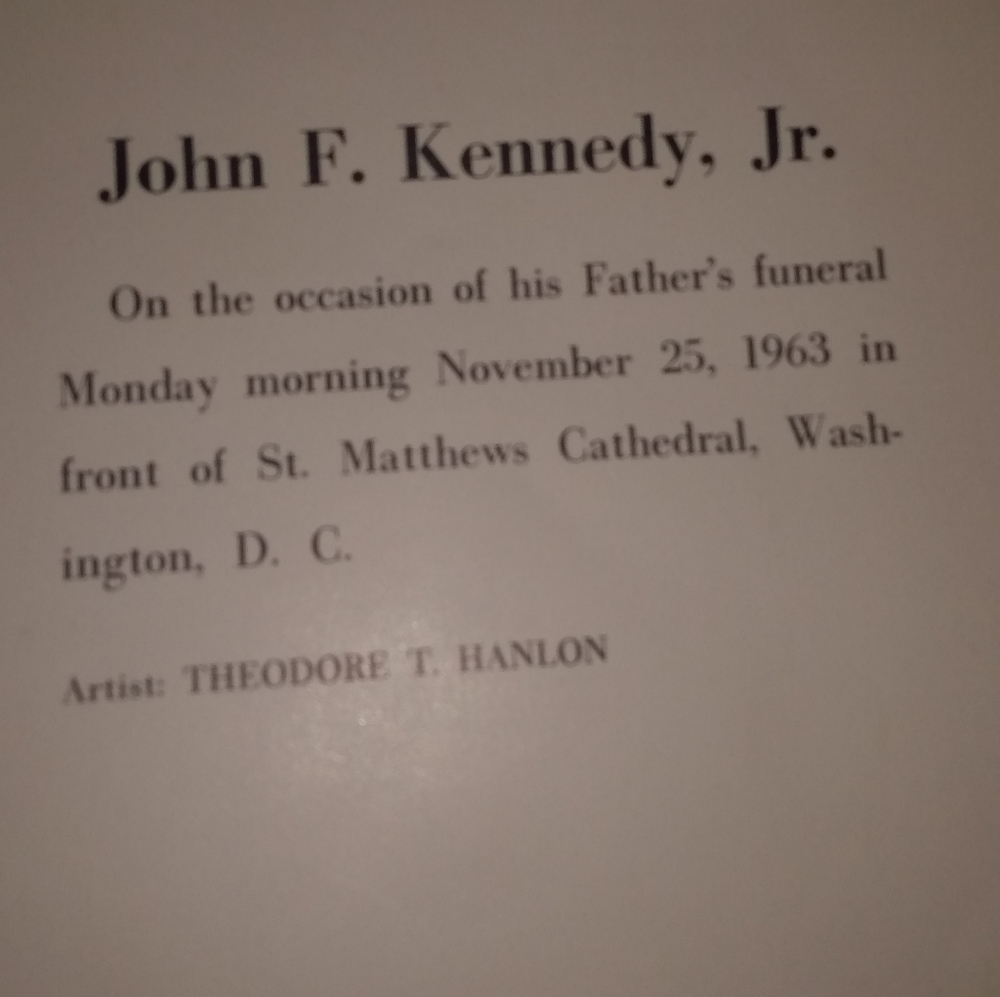 John F. Kennedy, Jr.
On the occasion of his Father's funeral
Monday morning November 25, 1963 in
front of St. Matthews Cathedral, Wash-
ington, D. C.
Artist: THEODORE T. HANLON